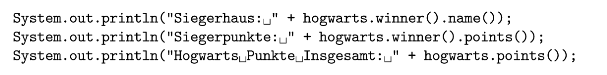 System.out.println("Siegerhaus:␣" + hogwarts.winner().name());
System.out.println("Siegerpunkte:␣" + hogwarts.winner().points());
System.out.println("Hogwarts␣Punkte␣Insgesamt:␣" + hogwarts.points());